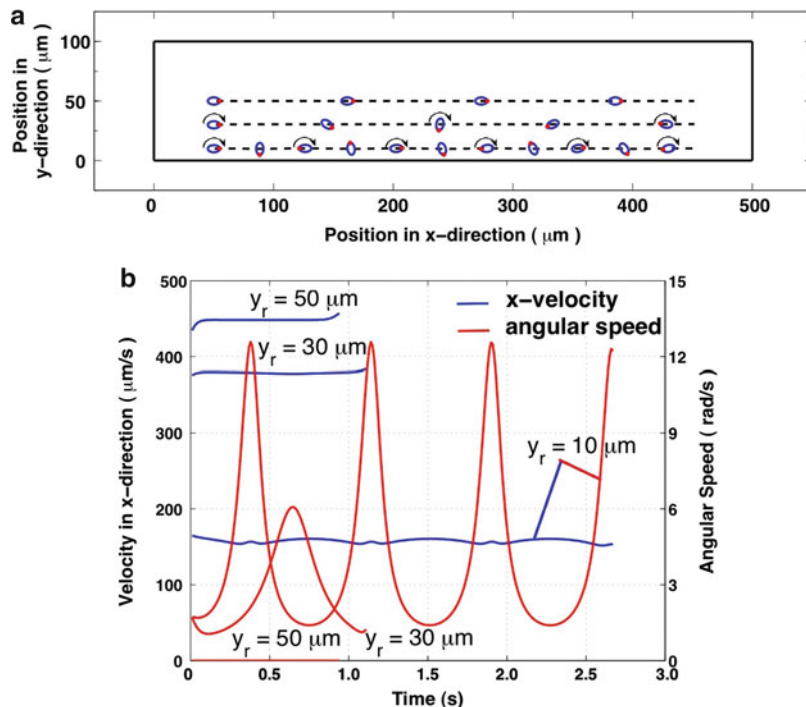 a
Position in
y−direction ( μm)
100
50
0
0
100
200
300
400
500
Position in x−direction ( μm )
b
Velocity in x−direction ( μm/s)
500
400
300
200
100
0
y_r = 50 μm
y_r = 30 μm
x−velocity
angular speed
y_r = 10 μm
y_r = 50 μm
y_r = 30 μm
15
12
9
6
3
0
Angular Speed ( rad/s )
0
0.5
1.0
1.5
2.0
2.5
3.0
Time (s)